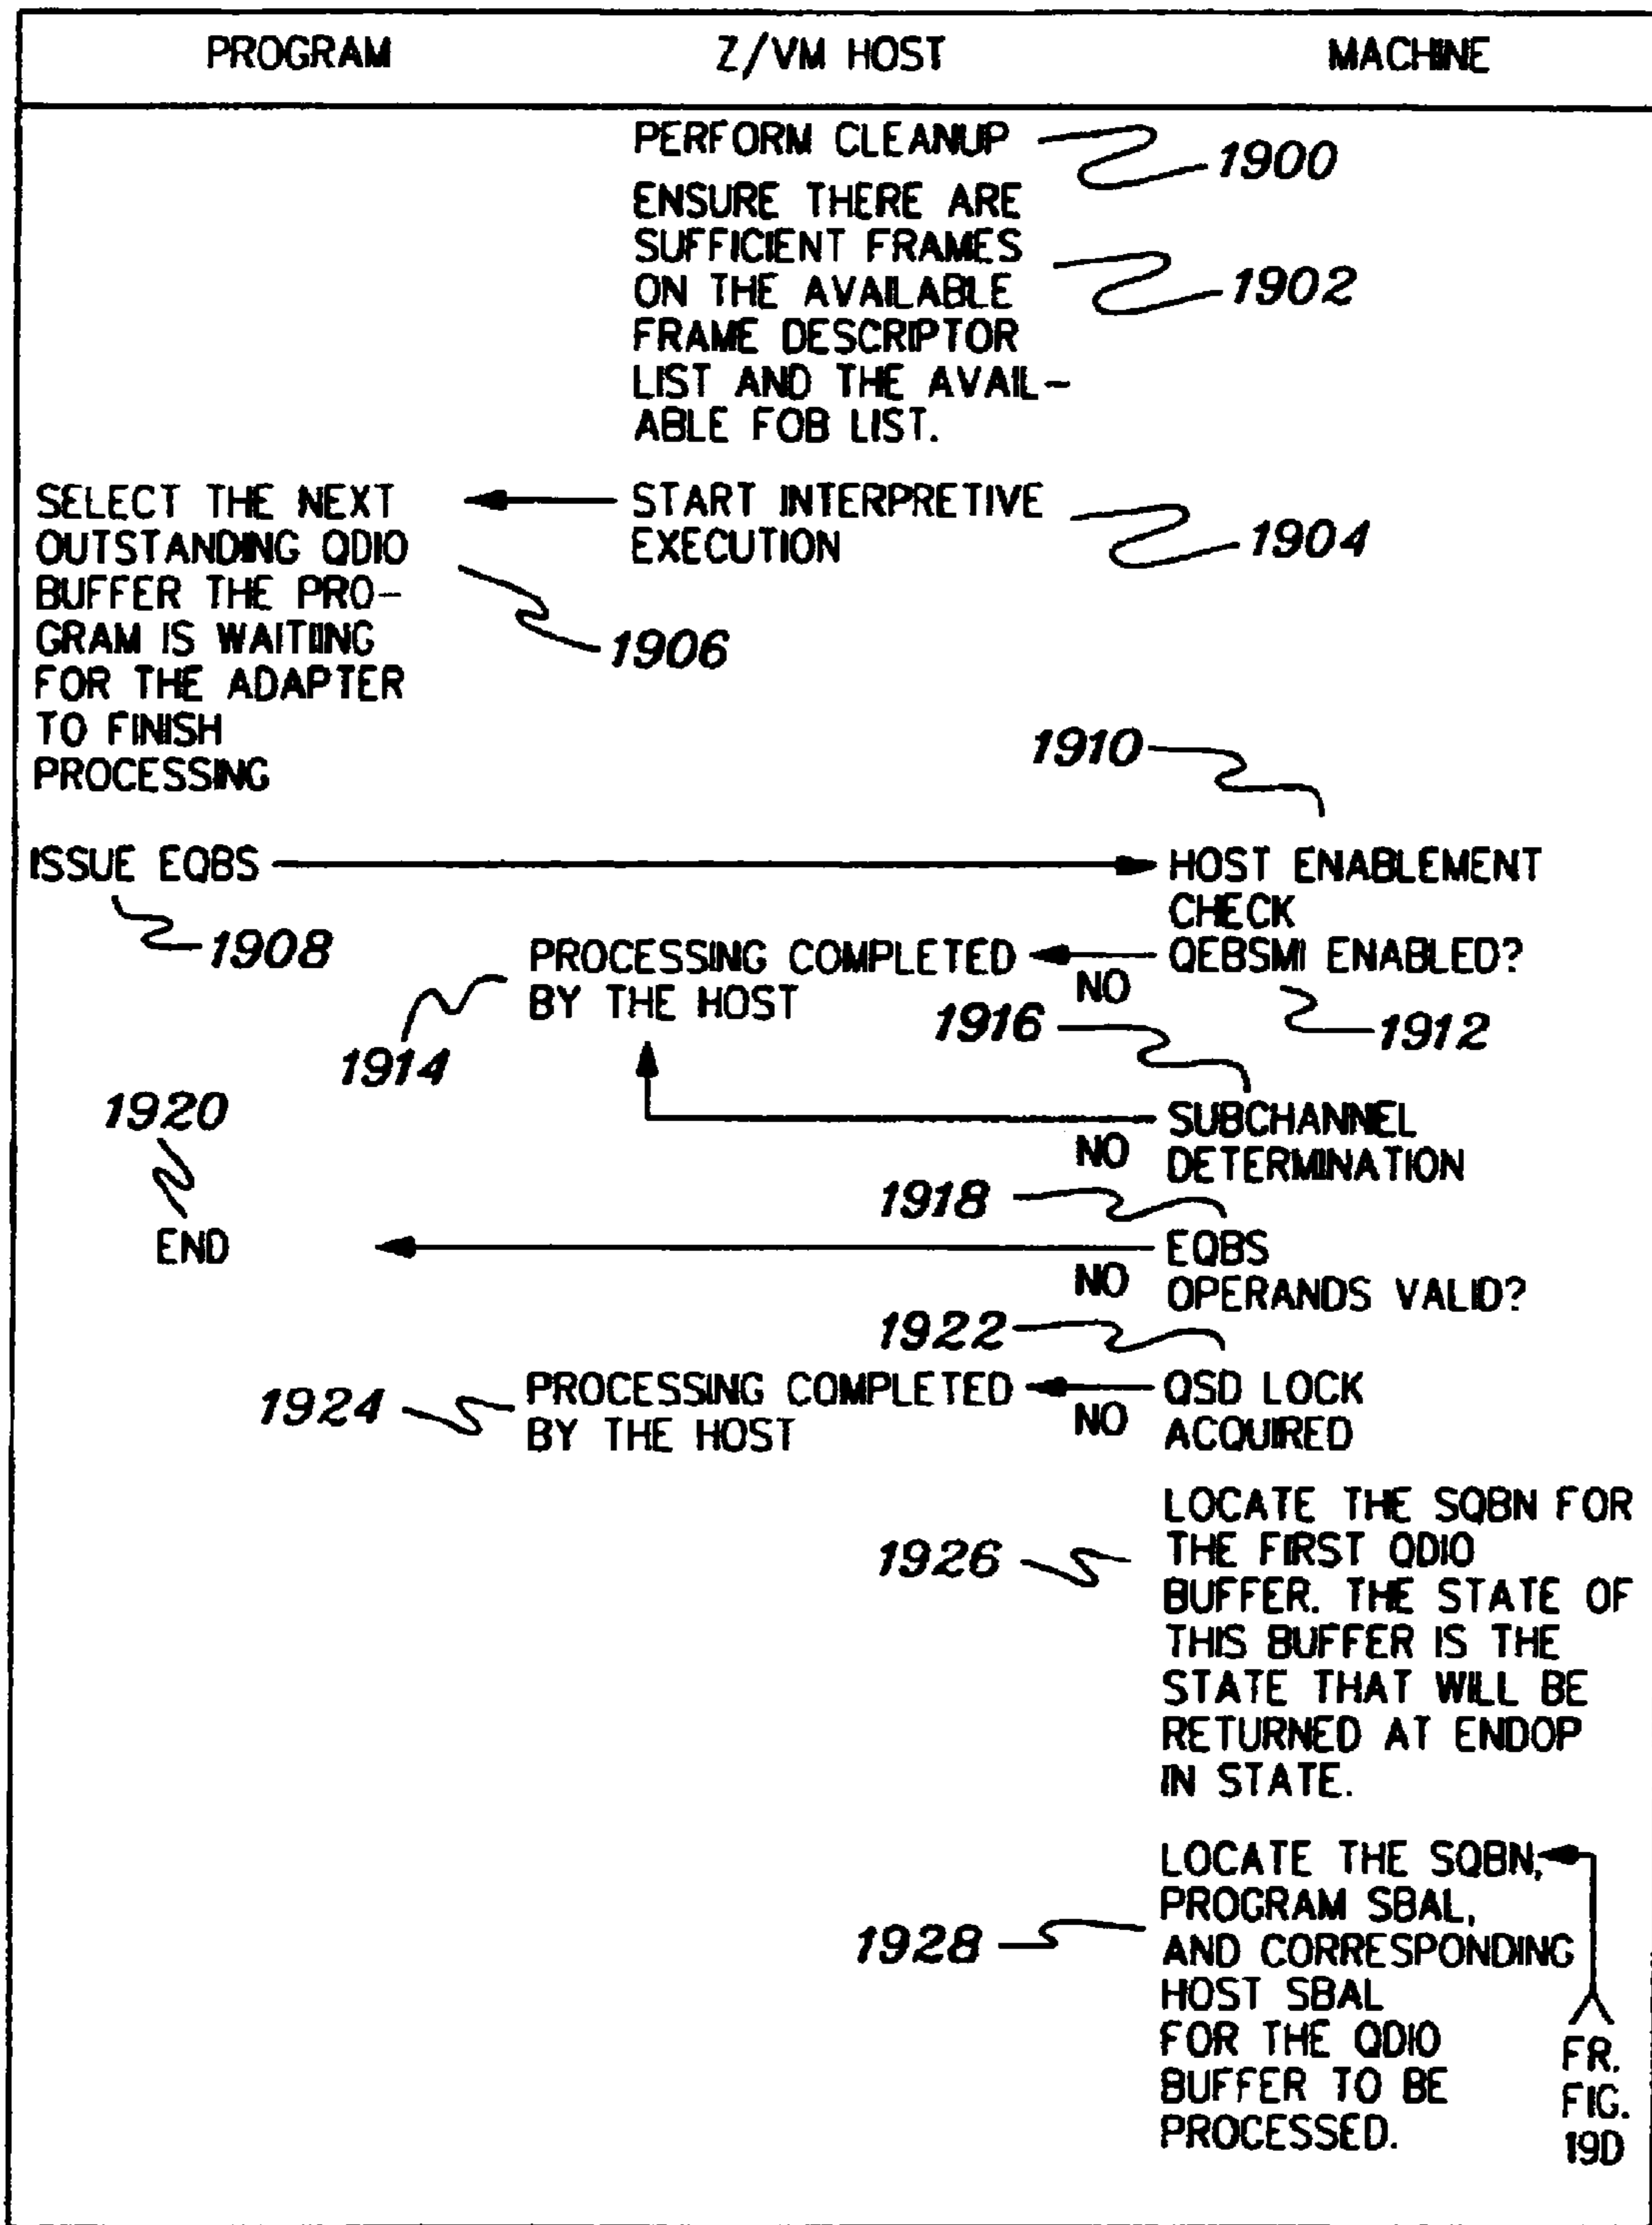 PROGRAM Z/VM HOST MACHINE
PERFORM CLEANUP
1900
ENSURE THERE ARE
SUFFICIENT FRAMES
ON THE AVAILABLE
FRAME DESCRIPTOR
LIST AND THE AVAIL-
ABLE FOB LIST.
1902
SELECT THE NEXT
OUTSTANDING QDIO
BUFFER THE PRO-
GRAM IS WAITIING
FOR THE ADAPTER
TO FINISH
PROCESSING
START INTERPRETIVE
EXECUTION
1904
1906
1910
ISSUE EQBS
HOST ENABLEMENT
CHECK
1908
PROCESSING COMPLETED
BY THE HOST
NO
QEBSMI ENABLED?
1912
1914
1916
SUBCHANNEL
DETERMINATION
NO
1920
1918
END
NO
EQBS
OPERANDS VALID?
1922
1924
PROCESSING COMPLETED
BY THE HOST
NO
QSD LOCK
ACQUIRED
1926
LOCATE THE SQBN FOR
THE FIRST QDIO
BUFFER. THE STATE OF
THIS BUFFER IS THE
STATE THAT WILL BE
RETURNED AT ENDOP
IN STATE.
1928
LOCATE THE SQBN,
PROGRAM SBAL,
AND CORRESPONDING
HOST SBAL
FOR THE QDIO
BUFFER TO BE
PROCESSED.
FR.
FIG.
19D